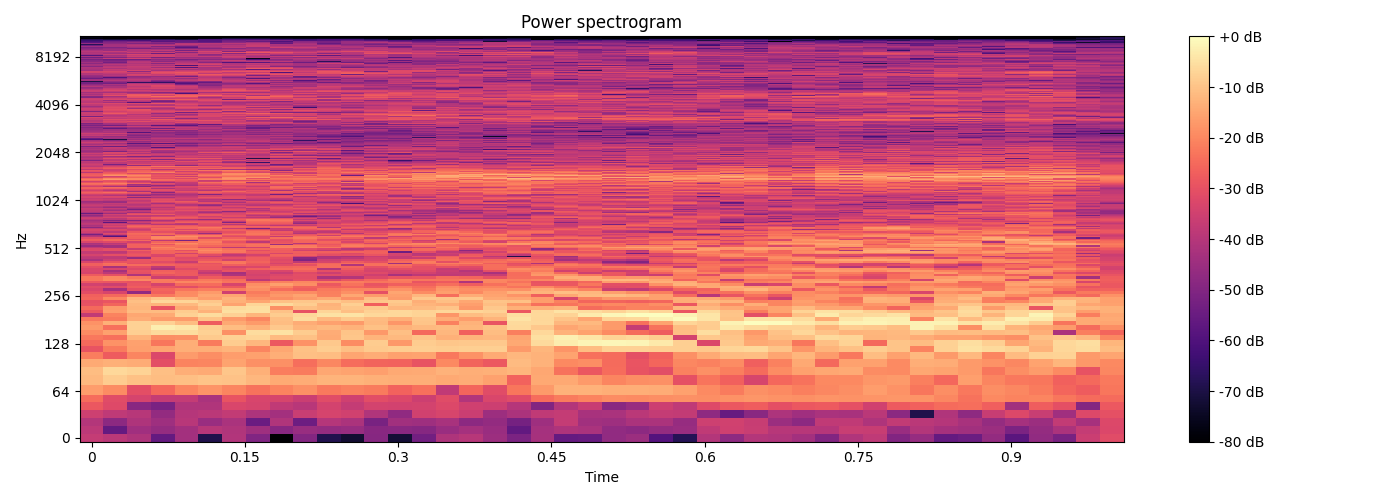 Power spectrogram
Hz
8192
4096
2048
1024
512
256
128
64
0
0 0.15 0.3 0.45 0.6 0.75 0.9
Time
+0 dB
-10 dB
-20 dB
-30 dB
-40 dB
-50 dB
-60 dB
-70 dB
-80 dB